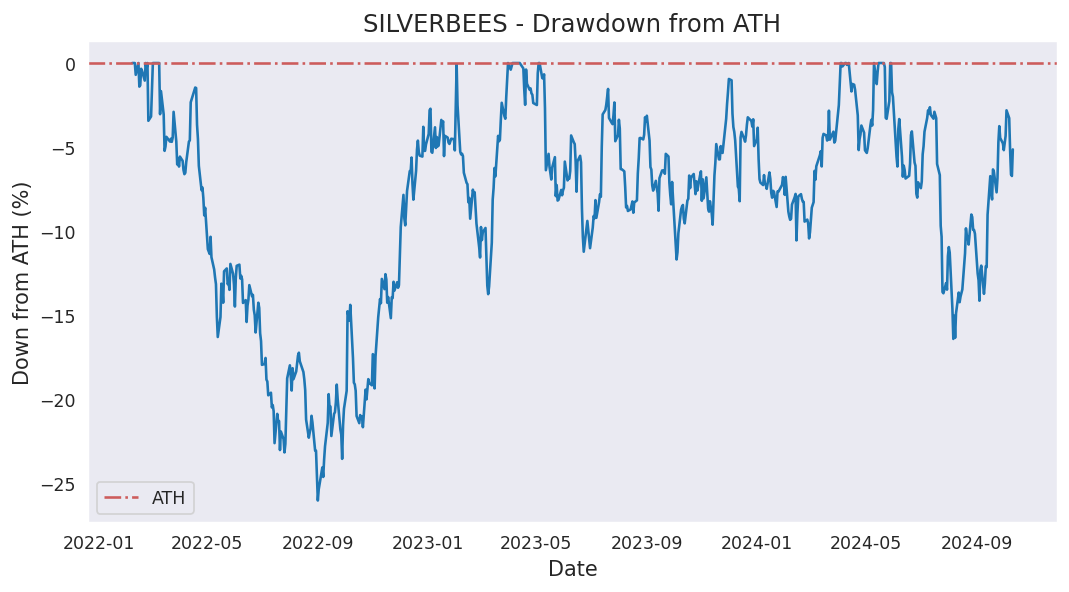 SILVERBEES - Drawdown from ATH
Down from ATH (%)
0
−5
−10
−15
−20
−25
ATH
2022-01 2022-05 2022-09 2023-01 2023-05 2023-09 2024-01 2024-05 2024-09
Date